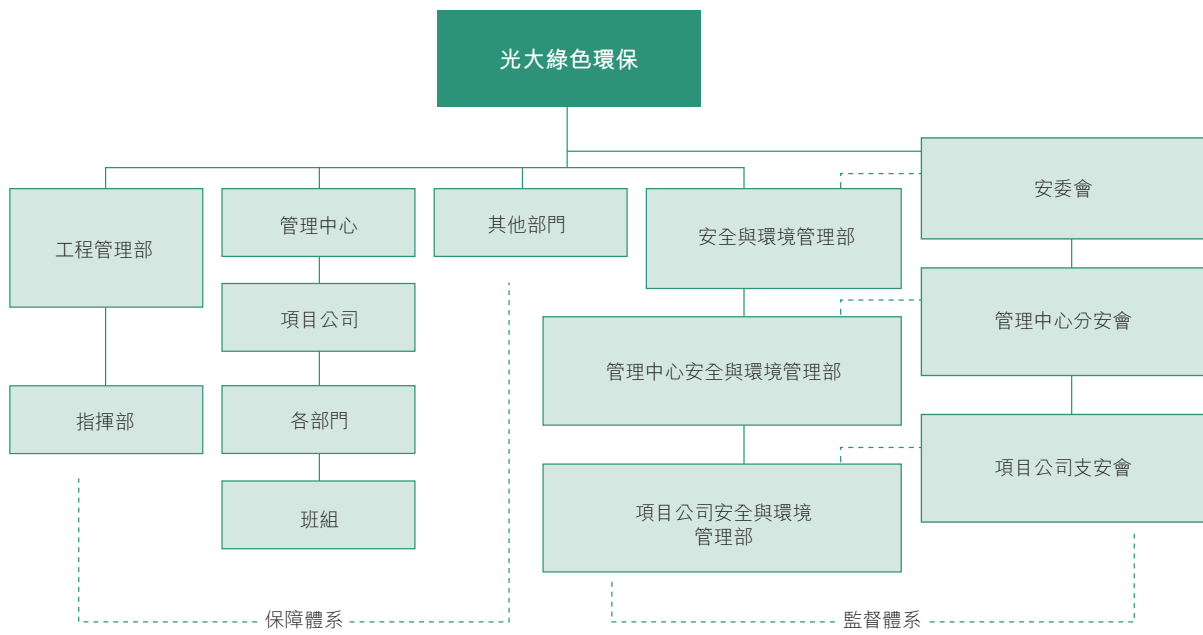 光大綠色環保
工程管理部
管理中心
其他部門
安全與環境管理部
安委會
項目公司
管理中心分安會
管理中心安全與環境管理部
指揮部
各部門
項目公司支安會
班組
項目公司安全與環境
管理部
保障體系
監督體系